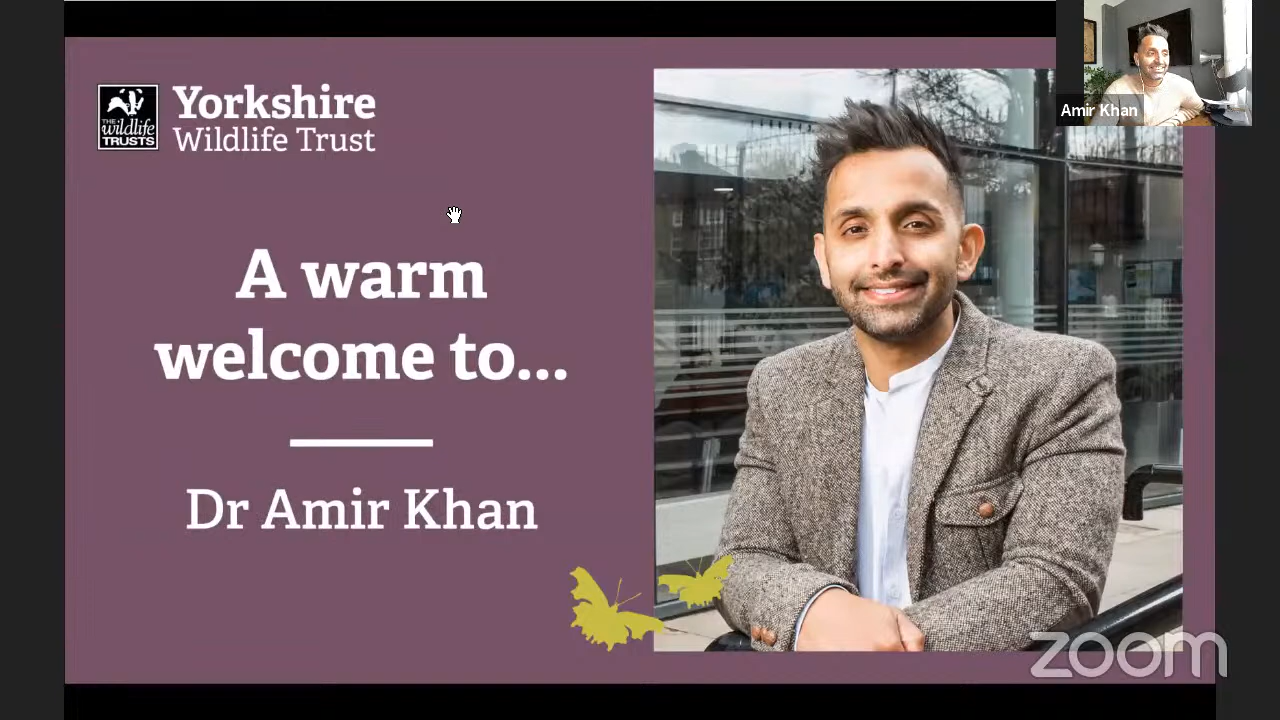 Yorkshire
Wildlife Trust
THE
wildlife
TRUSTS
A warm
welcome to...
Dr Amir Khan
Amir Khan
zoom